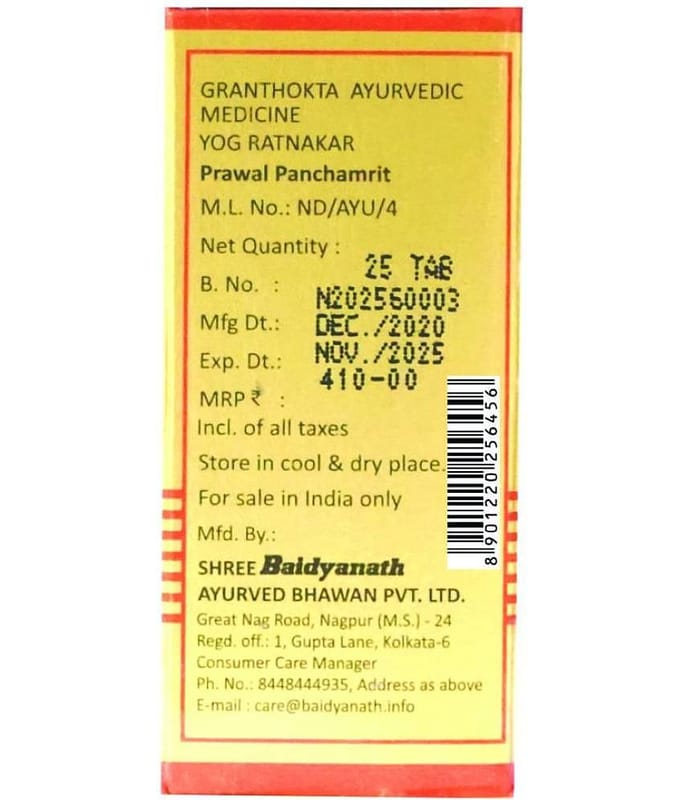 GRANTHOKTA AYURVEDIC
MEDICINE
YOG RATNAKAR
Prawal Panchamrit
M.L. No.: ND/AYU/4
Net Quantity : 25 TAB
B. No. : N202560003
Mfg Dt.: DEC./2020
Exp. Dt.: NOV./2025
MRP ₹ : 410-00
Incl. of all taxes
Store in cool & dry place.
For sale in India only
Mfd. By.:
SHREE Baidyanath
AYURVED BHAWAN PVT. LTD.
Great Nag Road, Nagpur (M.S.) - 24
Regd. off.: 1, Gupta Lane, Kolkata-6
Consumer Care Manager
Ph. No.: 8448444935, Address as above
E-mail : care@baidyanath.info
8 901220 256456